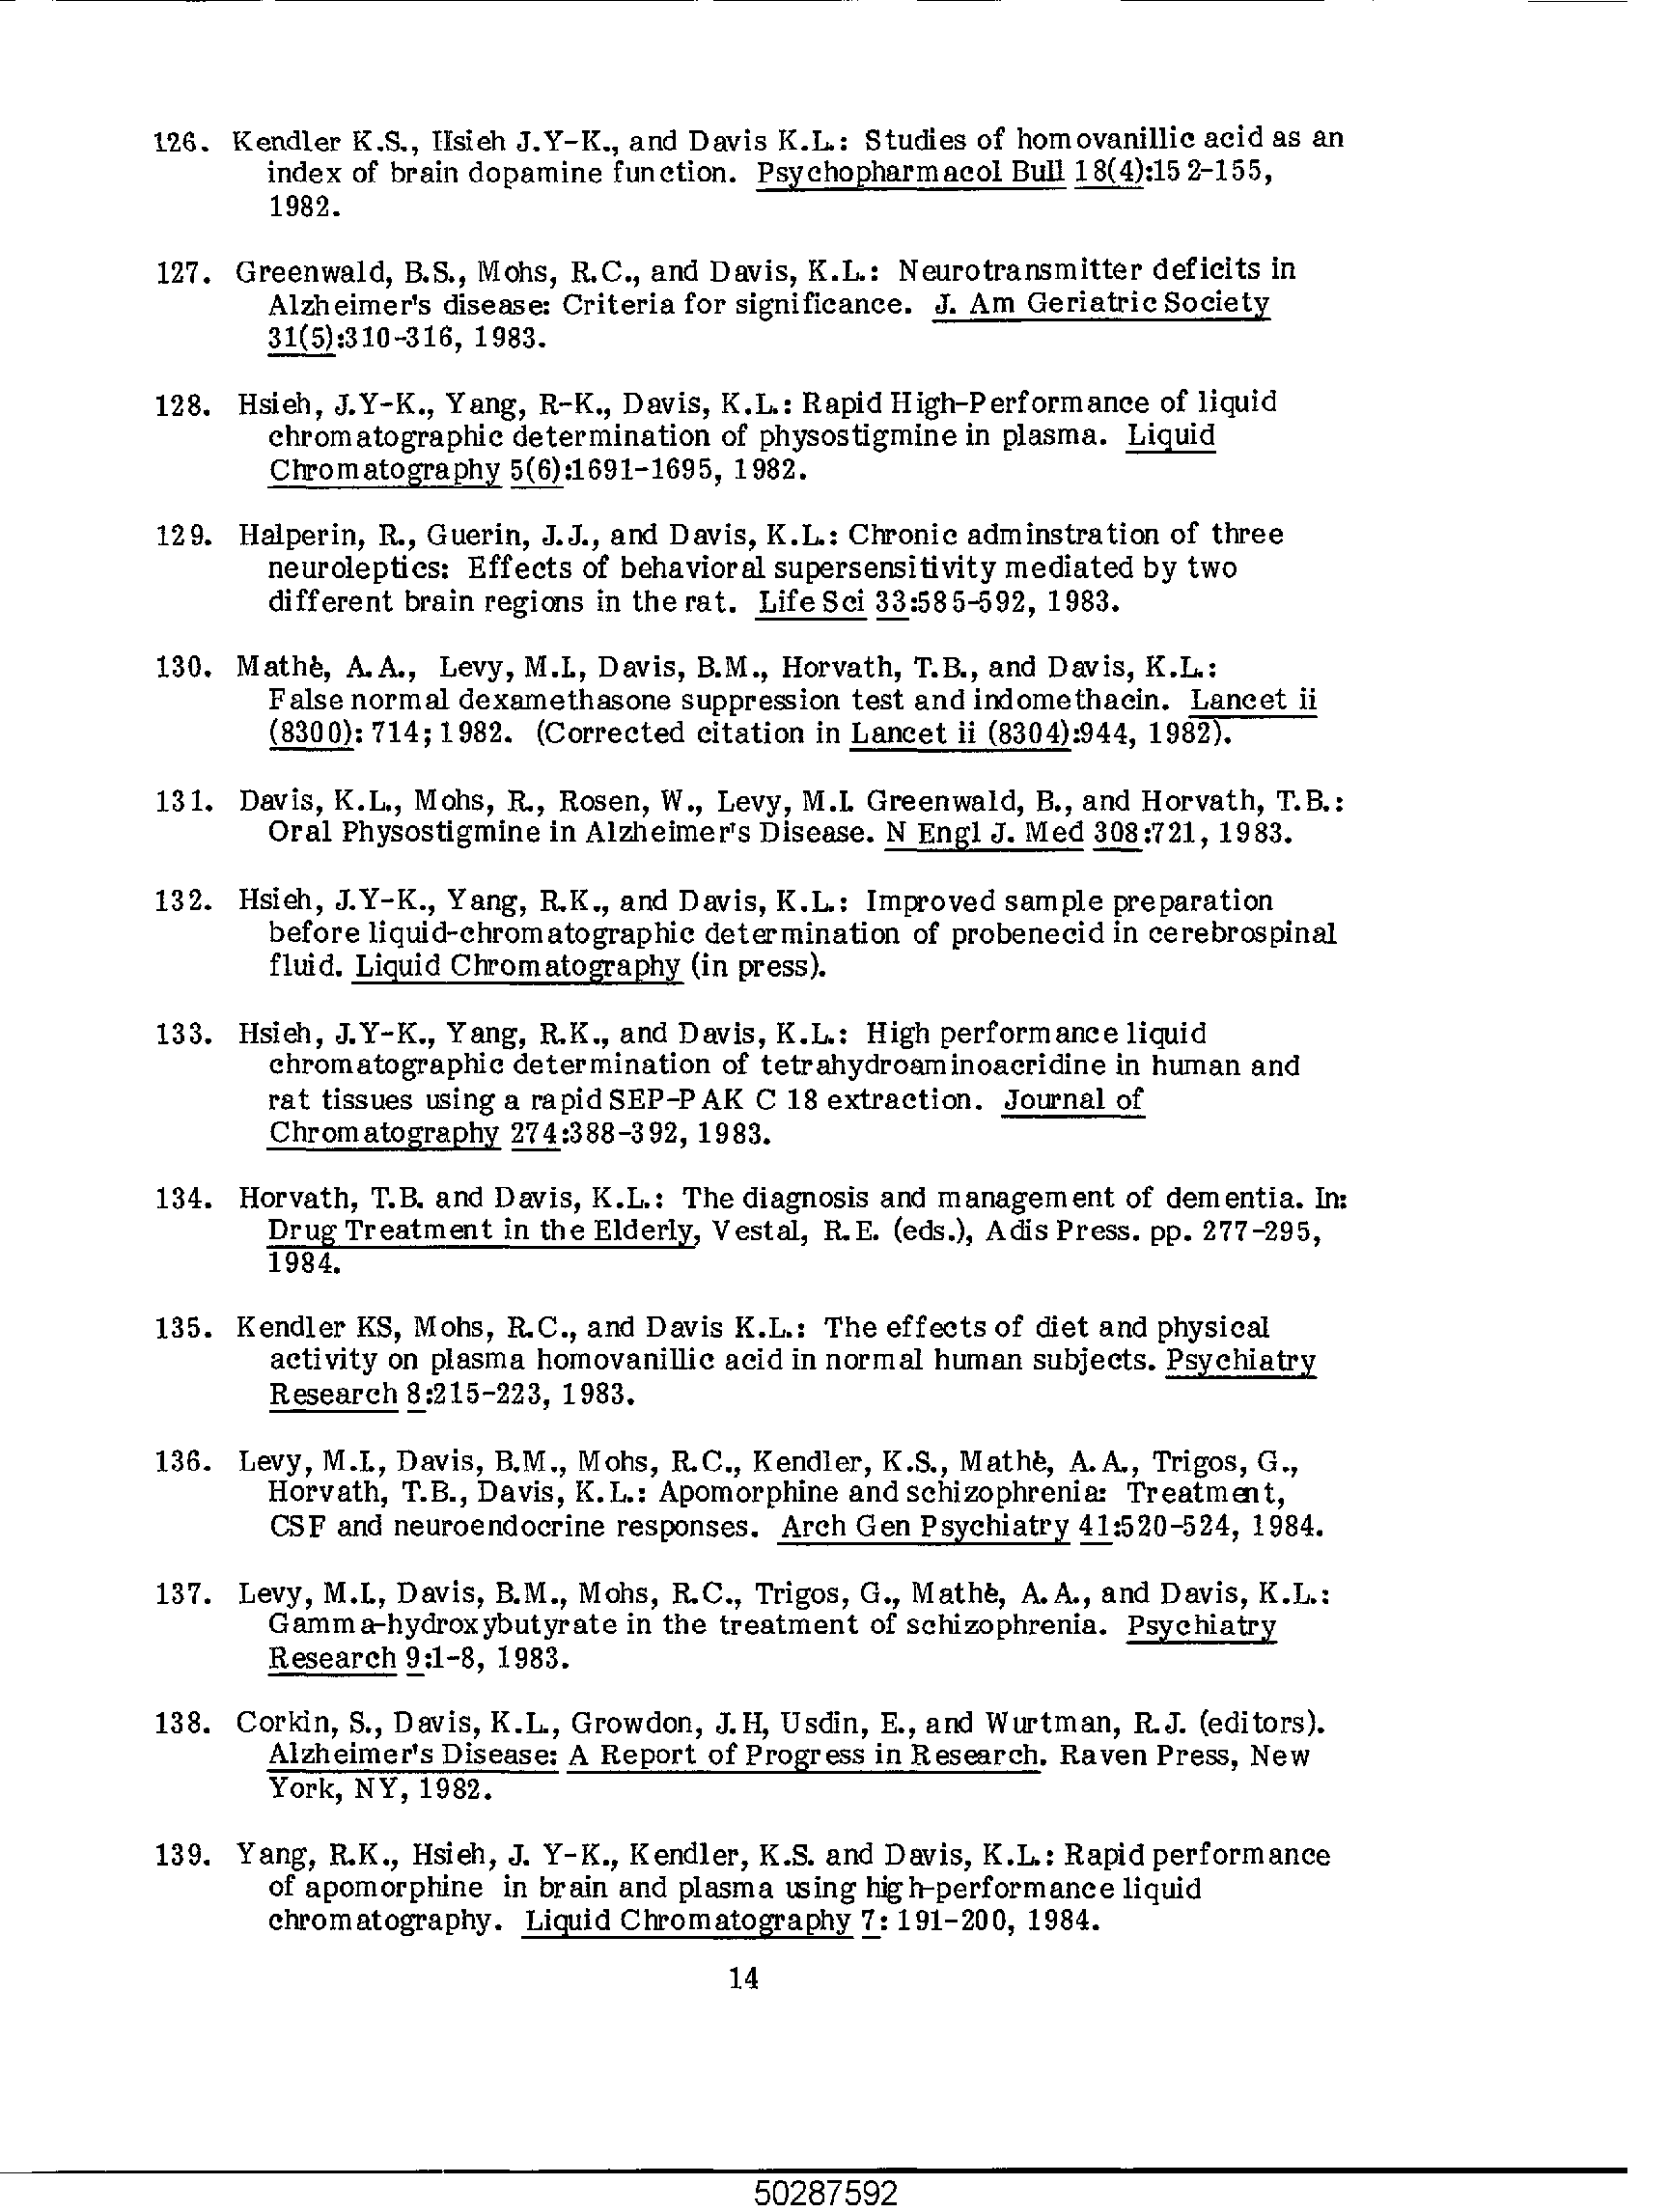 126. Kendler K.S., Hsieh J.Y-K., and Davis K.L.: Studies of homovanillic acid as an
index of brain dopamine function. Psychopharmacol Bull 18(4):152-155,
1982.
127. Greenwald, B.S., Mohs, R.C., and Davis, K.L.: Neurotransmitter deficits in
Alzheimer's disease: Criteria for significance. J. Am Geriatric Society
31(5):310-316, 1983.
128. Hsieh, J.Y-K., Yang, R-K., Davis, K.L.: Rapid High-Performance of liquid
chromatographic determination of physostigmine in plasma. Liquid
Chromatography 5(6):1691-1695, 1982.
129. Halperin, R., Guerin, J.J., and Davis, K.L.: Chronic adminstration of three
neuroleptics: Effects of behavioral supersensitivity mediated by two
different brain regions in the rat. Life Sci 33:585-592, 1983.
130. Mathè, A.A., Levy, M.I., Davis, B.M., Horvath, T.B., and Davis, K.L.:
False normal dexamethasone suppression test and indomethacin. Lancet ii
(8300): 714; 1982. (Corrected citation in Lancet ii (8304):944, 1982).
131. Davis, K.L., Mohs, R., Rosen, W., Levy, M.I. Greenwald, B., and Horvath, T.B.:
Oral Physostigmine in Alzheimer's Disease. N Engl J. Med 308:721, 1983.
132. Hsieh, J.Y-K., Yang, R.K., and Davis, K.L.: Improved sample preparation
before liquid-chromatographic determination of probenecid in cerebrospinal
fluid. Liquid Chromatography (in press).
133. Hsieh, J.Y-K., Yang, R.K., and Davis, K.L.: High performance liquid
chromatographic determination of tetrahydroaminoacridine in human and
rat tissues using a rapid SEP-PAK C 18 extraction. Journal of
Chromatography 274:388-392, 1983.
134. Horvath, T.B. and Davis, K.L.: The diagnosis and management of dementia. In:
Drug Treatment in the Elderly, Vestal, R.E. (eds.), Adis Press. pp. 277-295,
1984.
135. Kendler KS, Mohs, R.C., and Davis K.L.: The effects of diet and physical
activity on plasma homovanillic acid in normal human subjects. Psychiatry
Research 8:215-223, 1983.
136. Levy, M.I., Davis, B.M., Mohs, R.C., Kendler, K.S., Mathè, A.A., Trigos, G.,
Horvath, T.B., Davis, K.L.: Apomorphine and schizophrenia: Treatment,
CSF and neuroendocrine responses. Arch Gen Psychiatry 41:520-524, 1984.
137. Levy, M.I., Davis, B.M., Mohs, R.C., Trigos, G., Mathè, A.A., and Davis, K.L.:
Gamma-hydroxybutyrate in the treatment of schizophrenia. Psychiatry
Research 9:1-8, 1983.
138. Corkin, S., Davis, K.L., Growdon, J.H, Usdin, E., and Wurtman, R.J. (editors).
Alzheimer's Disease: A Report of Progress in Research. Raven Press, New
York, NY, 1982.
139. Yang, R.K., Hsieh, J. Y-K., Kendler, K.S. and Davis, K.L.: Rapid performance
of apomorphine in brain and plasma using high-performance liquid
chromatography. Liquid Chromatography 7: 191-200, 1984.
14
50287592